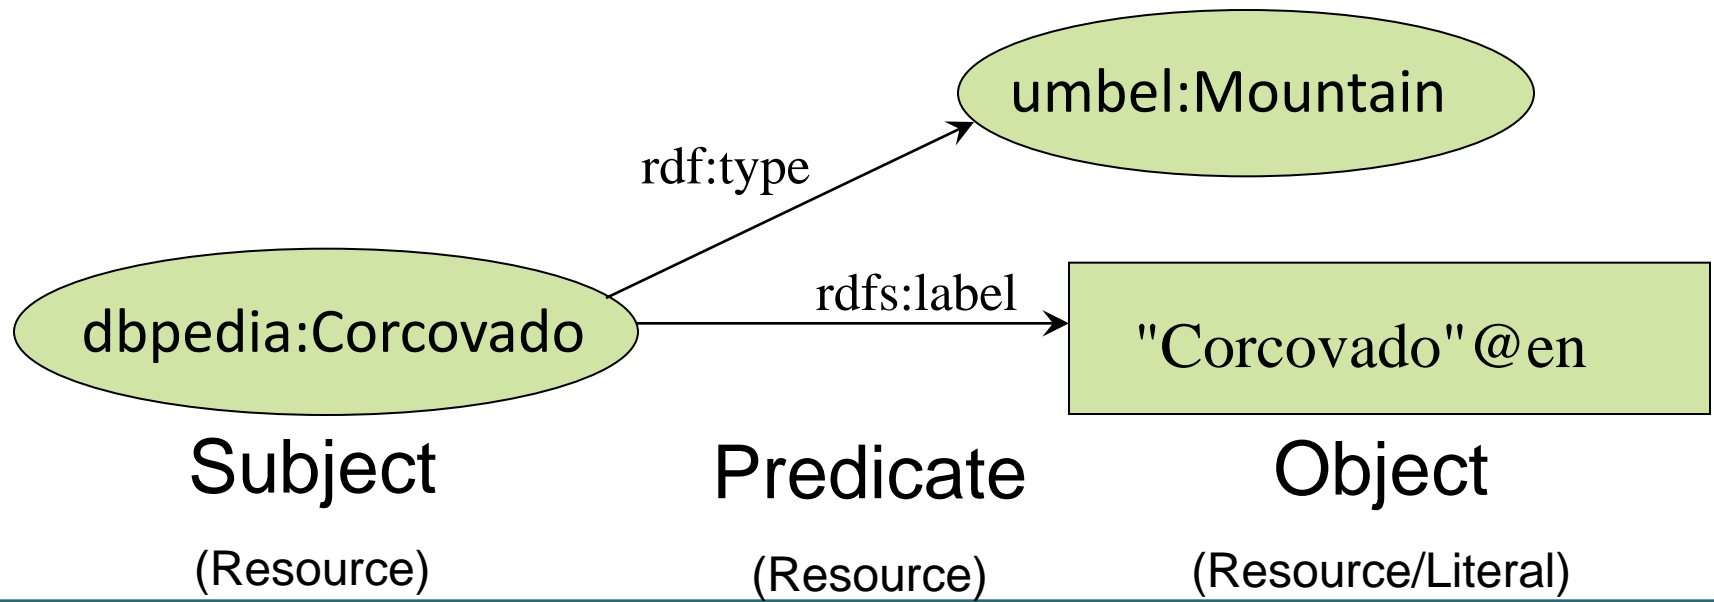 umbel:Mountain
rdf:type
rdfs:label
dbpedia:Corcovado
"Corcovado"@en
Subject
Predicate
Object
(Resource)
(Resource)
(Resource/Literal)